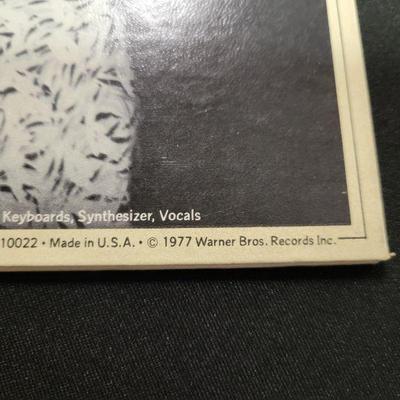 Keyboards, Synthesizer, Vocals
10022 • Made in U.S.A. • © 1977 Warner Bros. Records Inc.